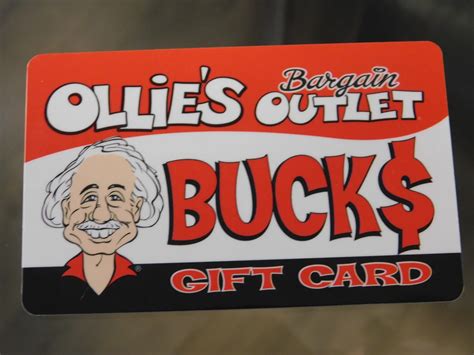 Bargain
OLLIE'S OUTLET
BUCK$
GIFT CARD
®